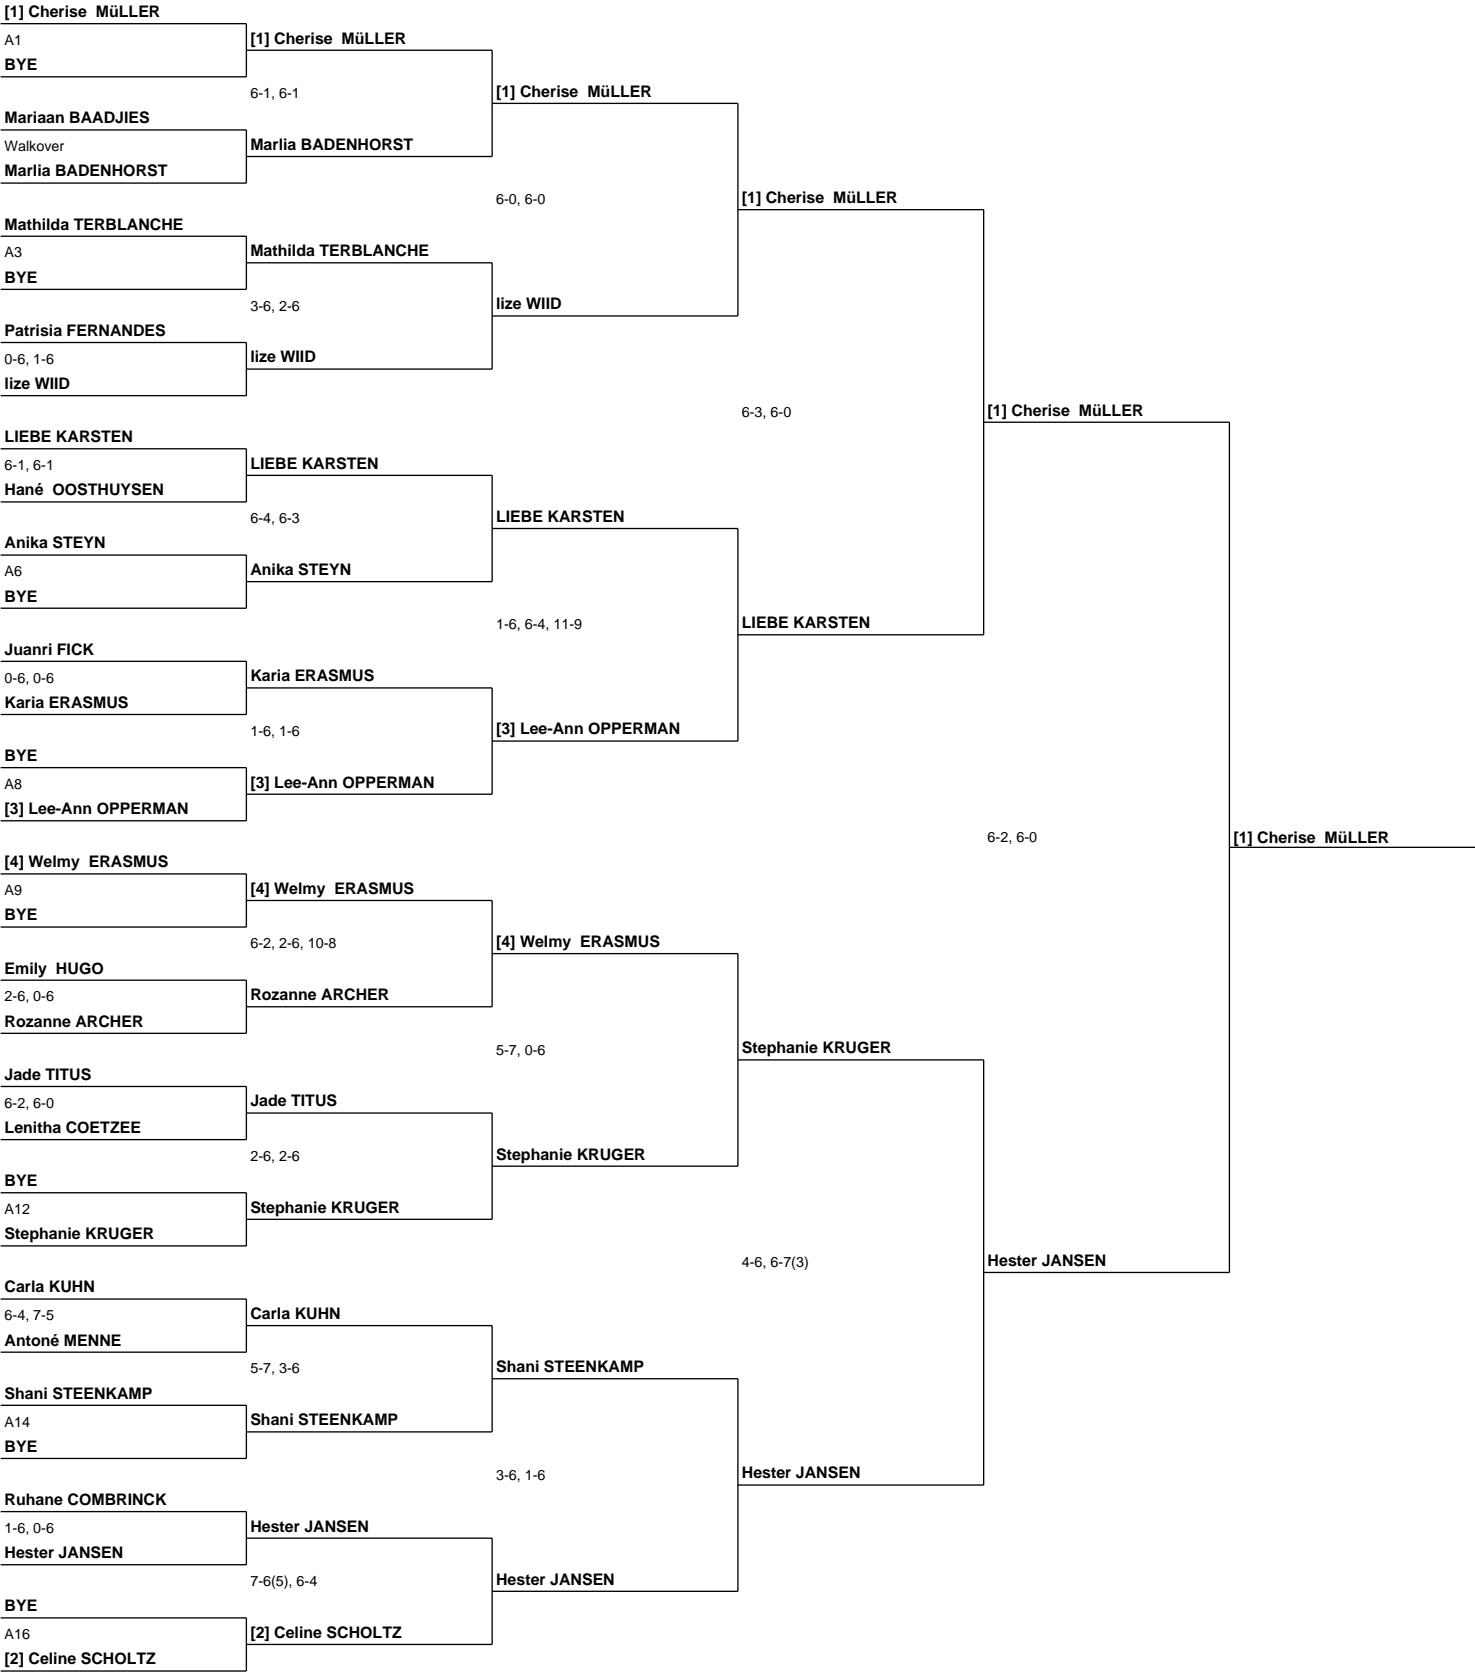 [1] Cherise  MüLLER
A1
[1] Cherise  MüLLER
BYE
6-1, 6-1
[1] Cherise  MüLLER
Mariaan BAADJIES
Walkover
Marlia BADENHORST
Marlia BADENHORST
6-0, 6-0
[1] Cherise  MüLLER
Mathilda TERBLANCHE
A3
Mathilda TERBLANCHE
BYE
3-6, 2-6
lize WIID
Patrisia FERNANDES
0-6, 1-6
lize WIID
lize WIID
6-3, 6-0
[1] Cherise  MüLLER
LIEBE KARSTEN
6-1, 6-1
LIEBE KARSTEN
Hané  OOSTHUYSEN
6-4, 6-3
LIEBE KARSTEN
Anika STEYN
A6
Anika STEYN
BYE
1-6, 6-4, 11-9
LIEBE KARSTEN
Juanri FICK
0-6, 0-6
Karia ERASMUS
Karia ERASMUS
1-6, 1-6
[3] Lee-Ann OPPERMAN
BYE
A8
[3] Lee-Ann OPPERMAN
[3] Lee-Ann OPPERMAN
6-2, 6-0
[1] Cherise  MüLLER
[4] Welmy  ERASMUS
A9
[4] Welmy  ERASMUS
BYE
6-2, 2-6, 10-8
[4] Welmy  ERASMUS
Emily  HUGO
2-6, 0-6
Rozanne ARCHER
Rozanne ARCHER
5-7, 0-6
Stephanie KRUGER
Jade TITUS
6-2, 6-0
Jade TITUS
Lenitha COETZEE
2-6, 2-6
Stephanie KRUGER
BYE
A12
Stephanie KRUGER
Stephanie KRUGER
4-6, 6-7(3)
Hester JANSEN
Carla KUHN
6-4, 7-5
Carla KUHN
Antoné MENNE
5-7, 3-6
Shani STEENKAMP
Shani STEENKAMP
A14
Shani STEENKAMP
BYE
3-6, 1-6
Hester JANSEN
Ruhane COMBRINCK
1-6, 0-6
Hester JANSEN
Hester JANSEN
7-6(5), 6-4
Hester JANSEN
BYE
A16
[2] Celine SCHOLTZ
[2] Celine SCHOLTZ